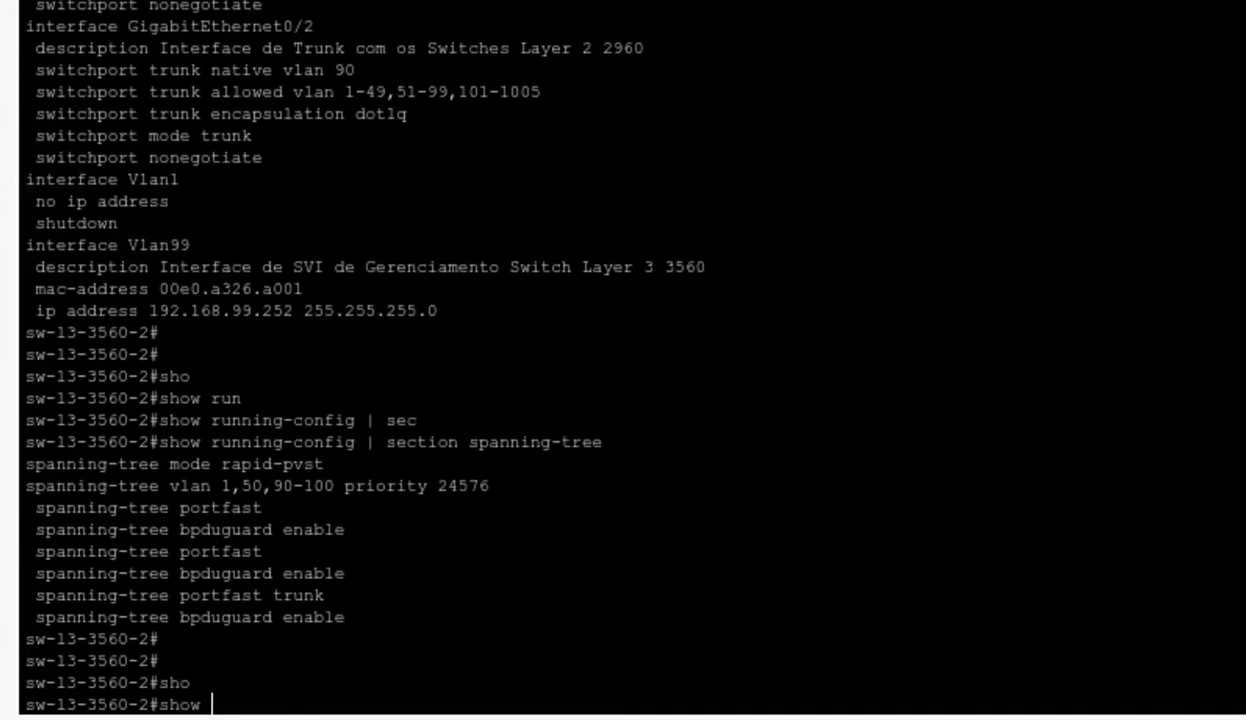 switchport nonegotiate
interface GigabitEthernet0/2
description Interface de Trunk com os Switches Layer 2 2960
switchport trunk native vlan 90
switchport trunk allowed vlan 1-49,51-99,101-1005
switchport trunk encapsulation dot1q
switchport mode trunk
switchport nonegotiate
interface Vlan1
no ip address
shutdown
interface Vlan99
description Interface de SVI de Gerenciamento Switch Layer 3 3560
mac-address 00e0.a326.a001
ip address 192.168.99.252 255.255.255.0
sw-l3-3560-2#
sw-l3-3560-2#
sw-l3-3560-2#sho
sw-l3-3560-2#show run
sw-l3-3560-2#show running-config | sec
sw-l3-3560-2#show running-config | section spanning-tree
spanning-tree mode rapid-pvst
spanning-tree vlan 1,50,90-100 priority 24576
spanning-tree portfast
spanning-tree bpduguard enable
spanning-tree portfast
spanning-tree bpduguard enable
spanning-tree portfast trunk
spanning-tree bpduguard enable
sw-l3-3560-2#
sw-l3-3560-2#
sw-l3-3560-2#sho
sw-l3-3560-2#show